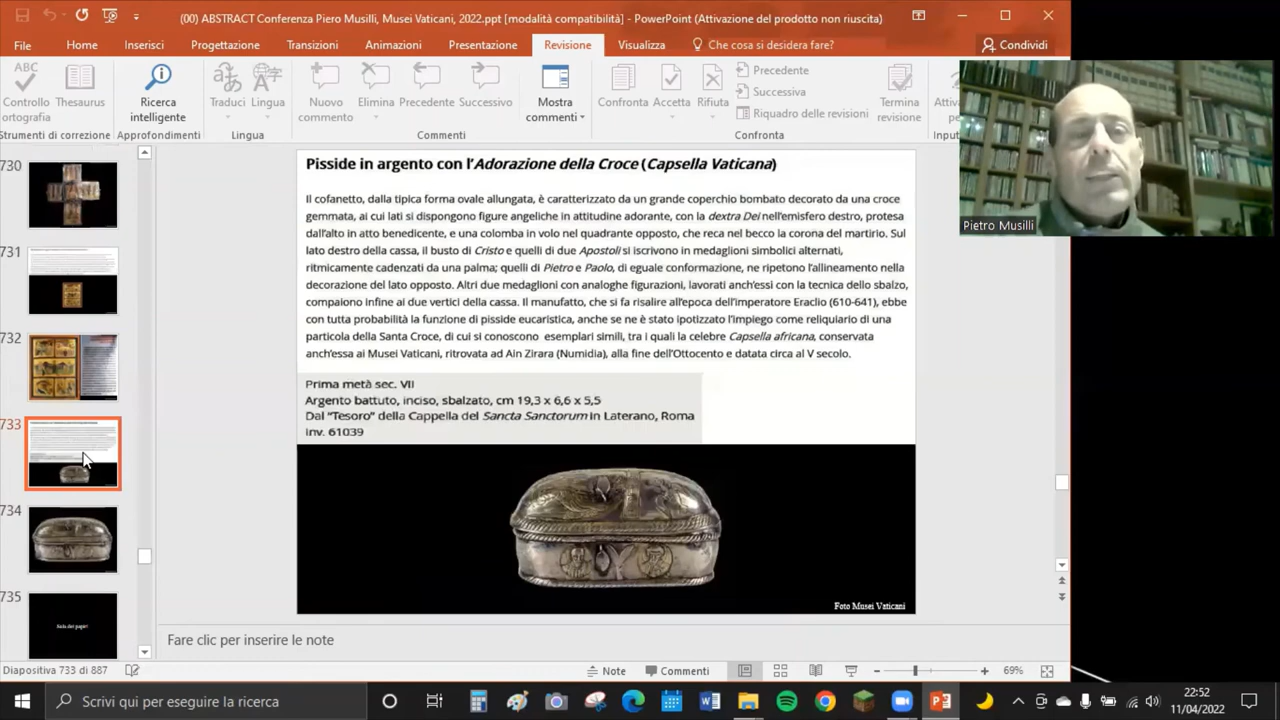 (00) ABSTRACT Conferenza Piero Musilli, Musei Vaticani, 2022.ppt [modalità compatibilità] - PowerPoint (Attivazione del prodotto non riuscita)
File Home Inserisci Progettazione Transizioni Animazioni Presentazione Revisione Visualizza Che cosa si desidera fare? Condividi
ABC
Controllo ortografia
Thesaurus
Ricerca intelligente
Traduci
Lingua
Nuovo commento
Elimina
Precedente
Successivo
Mostra commenti
Confronta
Accetta
Rifiuta
Precedente
Successiva
Riquadro delle revisioni
Termina revisione
Strumenti di correzione
Approfondimenti
Lingua
Commenti
Confronta
Pietro Musilli
730
731
732
733
734
735
Pisside in argento con l'Adorazione della Croce (Capsella Vaticana)
Il cofanetto, dalla tipica forma ovale allungata, è caratterizzato da un grande coperchio bombato decorato da una croce
gemmata, ai cui lati si dispongono figure angeliche in attitudine adorante, con la dextra Dei nell'emisfero destro, protesa
dall'alto in atto benedicente, e una colomba in volo nel quadrante opposto, che reca nel becco la corona del martirio. Sul
lato destro della cassa, il busto di Cristo e quelli di due Apostoli si iscrivono in medaglioni simbolici alternati,
ritmicamente cadenzati da una palma; quelli di Pietro e Paolo, di eguale conformazione, ne ripetono l'allineamento nella
decorazione del lato opposto. Altri due medaglioni con analoghe figurazioni, lavorati anch'essi con la tecnica dello sbalzo,
compaiono infine ai due vertici della cassa. Il manufatto, che si fa risalire all'epoca dell'imperatore Eraclio (610-641), ebbe
con tutta probabilità la funzione di pisside eucaristica, anche se ne è stato ipotizzato l'impiego come reliquiario di una
particola della Santa Croce, di cui si conoscono esemplari simili, tra i quali la celebre Capsella africana, conservata
anch'essa ai Musei Vaticani, ritrovata ad Ain Zirara (Numidia), alla fine dell'Ottocento e datata circa al V secolo.
Prima metà sec. VII
Argento battuto, inciso, sbalzato, cm 19,3 x 6,6 x 5,5
Dal "Tesoro" della Cappella del Sancta Sanctorum in Laterano, Roma
inv. 61039
Foto Musei Vaticani
Fare clic per inserire le note
Diapositiva 733 di 887
Note
Commenti
69%
Scrivi qui per eseguire la ricerca
22:52
11/04/2022